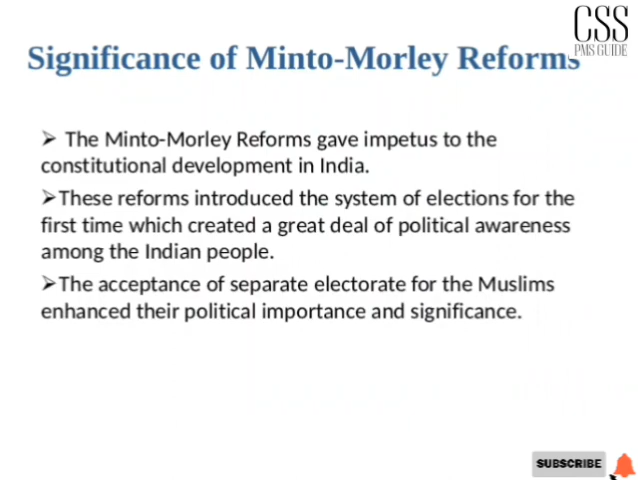 CSS
PMS GUIDE
Significance of Minto-Morley Reforms
➢ The Minto-Morley Reforms gave impetus to the
constitutional development in India.
➢These reforms introduced the system of elections for the
first time which created a great deal of political awareness
among the Indian people.
➢The acceptance of separate electorate for the Muslims
enhanced their political importance and significance.
SUBSCRIBE